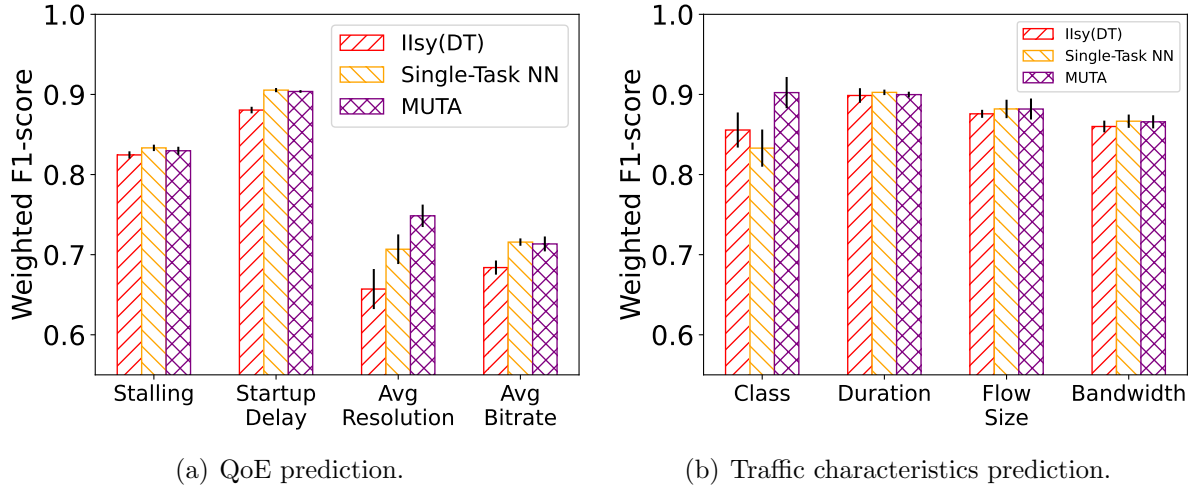 Weighted F1-score
1.0
0.9
0.8
0.7
0.6
IIsy(DT)
Single-Task NN
MUTA
Stalling
Startup
Delay
Avg
Resolution
Avg
Bitrate
(a) QoE prediction.
Weighted F1-score
1.0
0.9
0.8
0.7
0.6
IIsy(DT)
Single-Task NN
MUTA
Class
Duration
Flow
Size
Bandwidth
(b) Traffic characteristics prediction.